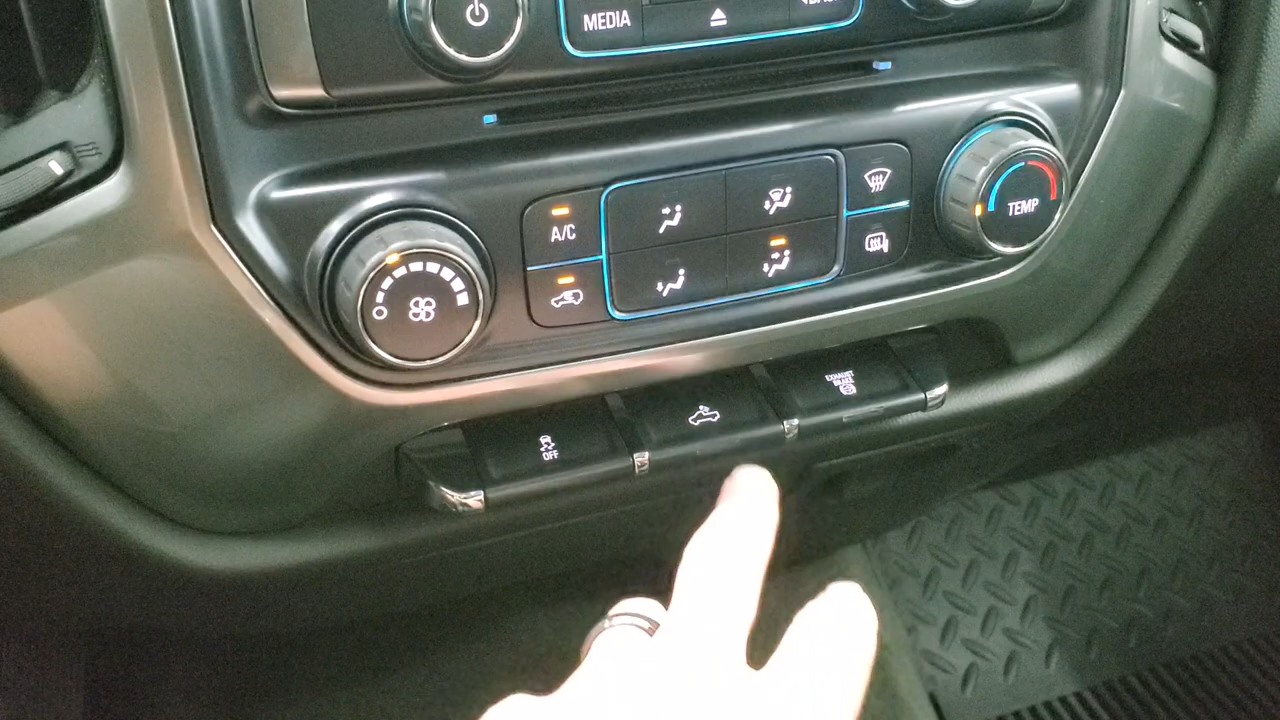 MEDIA
A/C
TEMP
OFF
EXHAUST
BRAKE